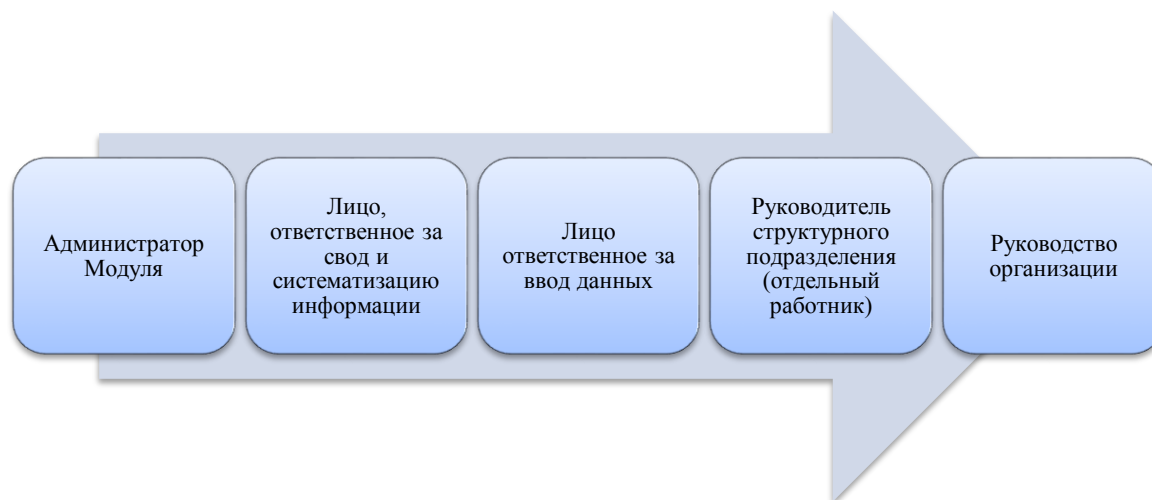 Администратор
Модуля
Лицо,
ответственное за
свод и
систематизацию
информации
Лицо
ответственное за
ввод данных
Руководитель
структурного
подразделения
(отдельный
работник)
Руководство
организации